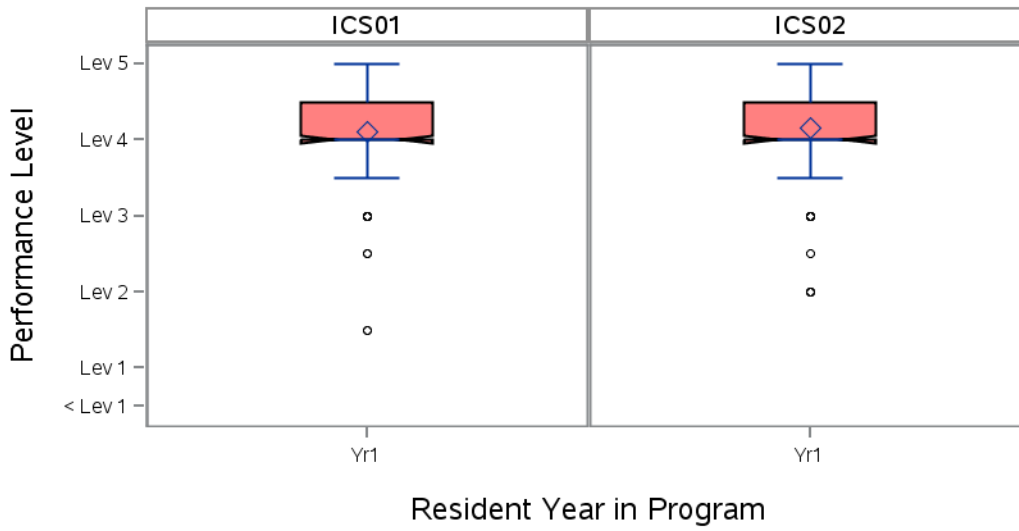 ICS01
ICS02
Performance Level
Lev 5
Lev 4
Lev 3
Lev 2
Lev 1
< Lev 1
Yr1
Yr1
Resident Year in Program